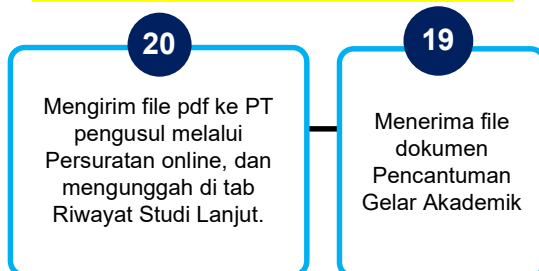 20
Mengirim file pdf ke PT
pengusul melalui
Persuratan online, dan
mengunggah di tab
Riwayat Studi Lanjut.
19
Menerima file
dokumen
Pencantuman
Gelar Akademik